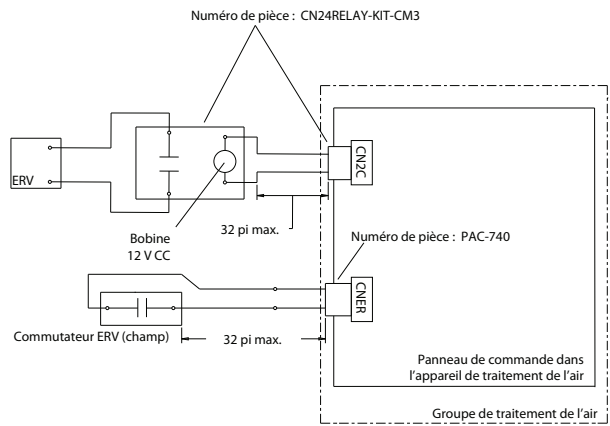 Numéro de pièce : CN24RELAY-KIT-CM3
CN2C
ERV
32 pi max.
Bobine
12 V CC
Numéro de pièce : PAC-740
CNER
Commutateur ERV (champ)
32 pi max.
Panneau de commande dans
l'appareil de traitement de l'air
Groupe de traitement de l'air